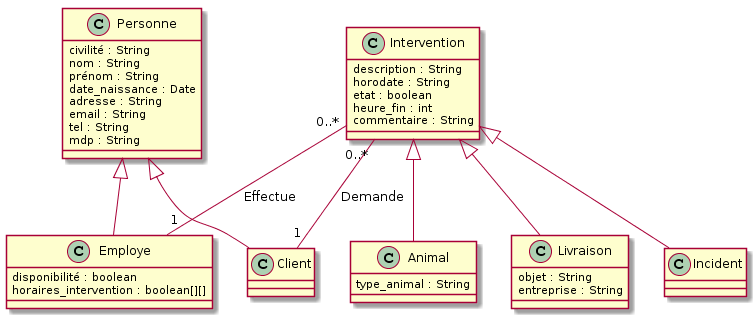 C Personne
civilité : String
nom : String
prénom : String
date_naissance : Date
adresse : String
email : String
tel : String
mdp : String
C Intervention
description : String
horodate : String
etat : boolean
heure_fin : int
commentaire : String
0..*
0..*
Effectue
Demande
1
1
C Employe
disponibilité : boolean
horaires_intervention : boolean[][]
C Client
C Animal
type_animal : String
C Livraison
objet : String
entreprise : String
C Incident